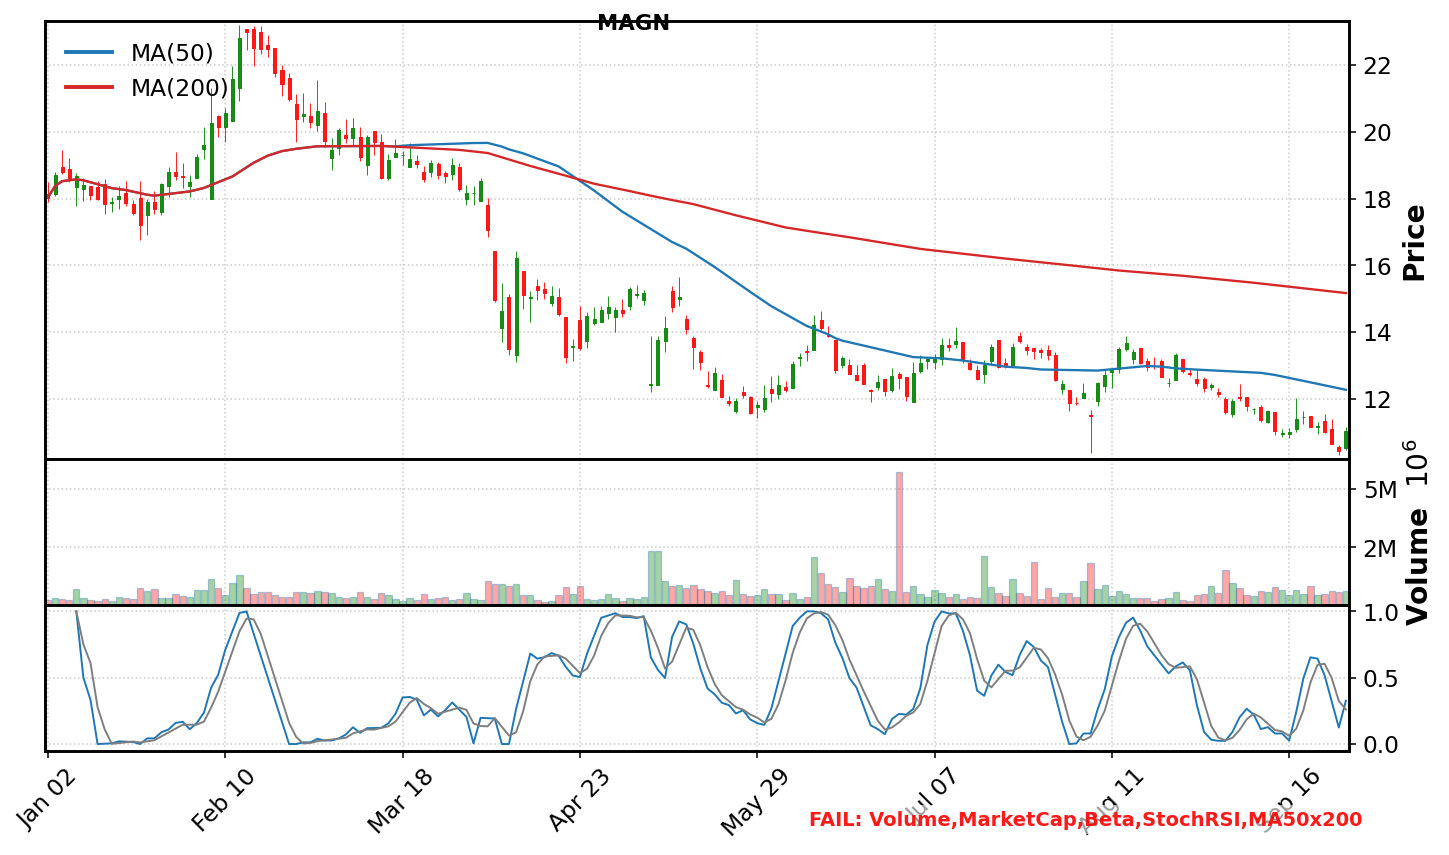 MAGN
MA(50)
MA(200)
22
20
18
16
14
12
Price
10^6
5M
2M
Volume
1.0
0.5
0.0
Jan 02
Feb 10
Mar 18
Apr 23
May 29
Jul 07
Aug 11
Sep 16
FAIL: Volume,MarketCap,Beta,StochRSI,MA50x200